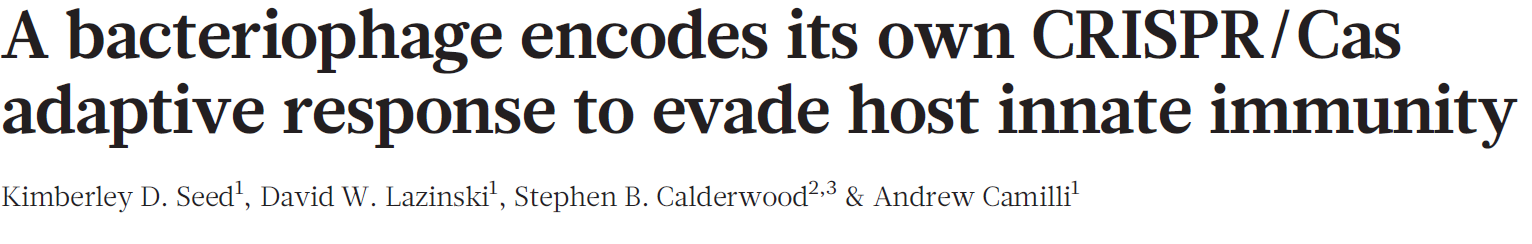 A bacteriophage encodes its own CRISPR/Cas
adaptive response to evade host innate immunity
Kimberley D. Seed1, David W. Lazinski1, Stephen B. Calderwood2,3 & Andrew Camilli1